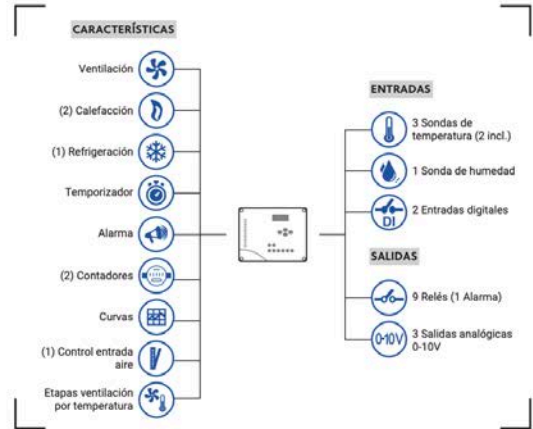 CARACTERÍSTICAS
Ventilación
(2) Calefacción
(1) Refrigeración
Temporizador
Alarma
(2) Contadores
Curvas
(1) Control entrada
aire
Etapas ventilación
por temperatura
ENTRADAS
3 Sondas de
temperatura (2 incl.)
1 Sonda de humedad
DI
2 Entradas digitales
SALIDAS
9 Relés (1 Alarma)
0-10V
3 Salidas analógicas
0-10V